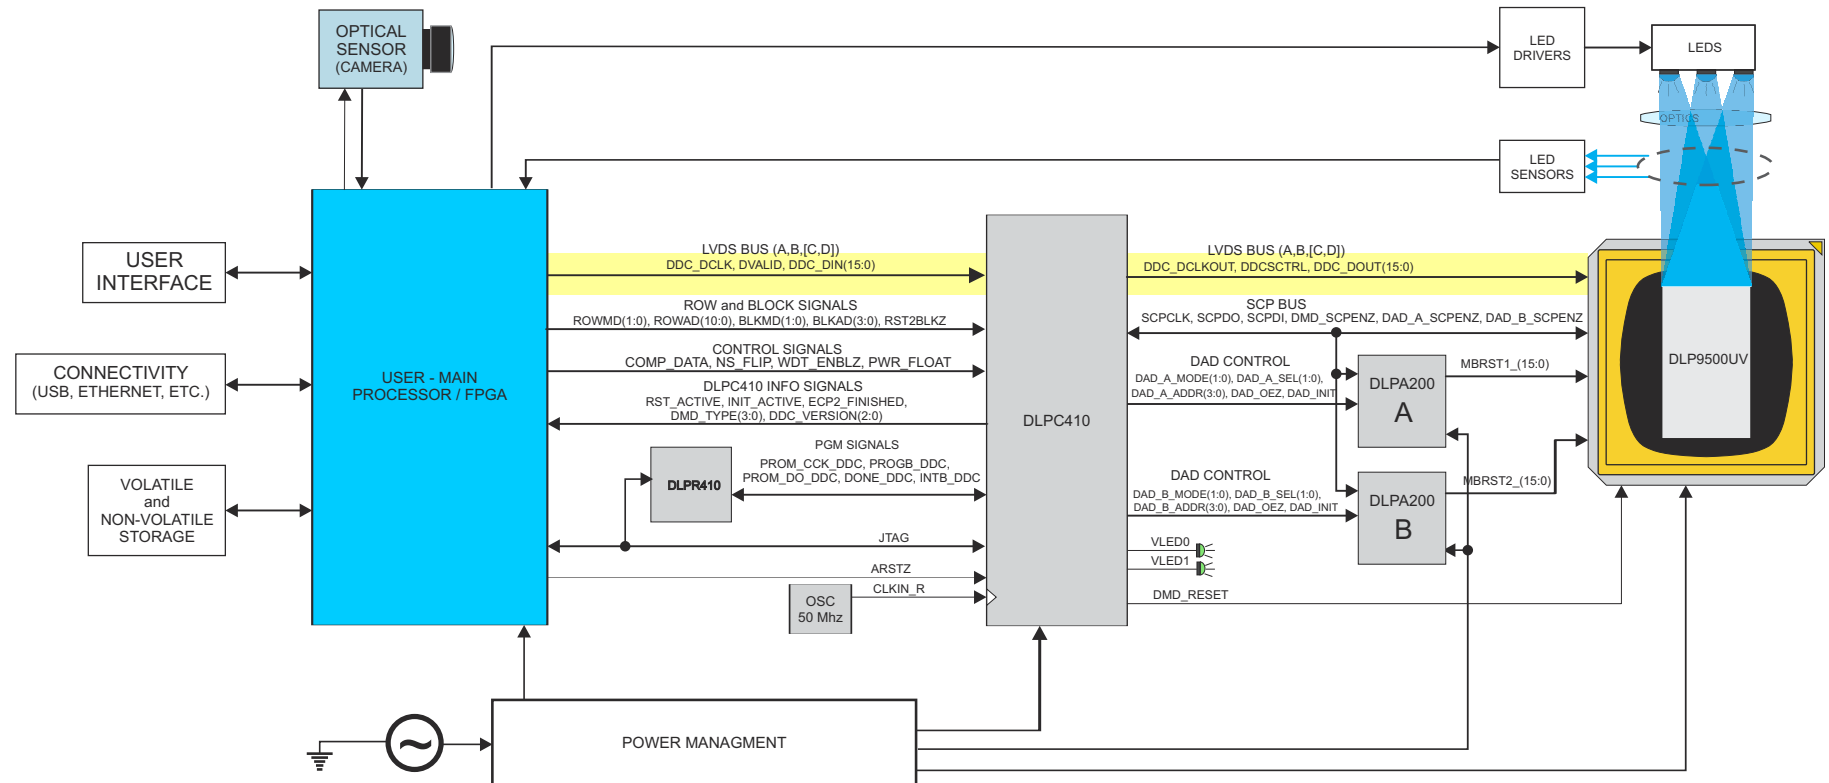 OPTICAL
SENSOR
(CAMERA)
LED
DRIVERS
LEDS
OPTICS
LED
SENSORS
USER
INTERFACE
CONNECTIVITY
(USB, ETHERNET, ETC.)
VOLATILE
and
NON-VOLATILE
STORAGE
USER - MAIN
PROCESSOR / FPGA
LVDS BUS (A,B,[C,D])
DDC_DCLK, DVALID, DDC_DIN(15:0)
ROW and BLOCK SIGNALS
ROWMD(1:0), ROWAD(10:0), BLKMD(1:0), BLKAD(3:0), RST2BLKZ
CONTROL SIGNALS
COMP_DATA, NS_FLIP, WDT_ENBLZ, PWR_FLOAT
DLPC410 INFO SIGNALS
RST_ACTIVE, INIT_ACTIVE, ECP2_FINISHED,
DMD_TYPE(3:0), DDC_VERSION(2:0)
PGM SIGNALS
PROM_CCK_DDC, PROGB_DDC,
PROM_DO_DDC, DONE_DDC, INTB_DDC
DLPR410
JTAG
ARSTZ
CLKIN_R
OSC
50 Mhz
DLPC410
LVDS BUS (A,B,[C,D])
DDC_DCLKOUT, DDCSCTRL, DDC_DOUT(15:0)
SCP BUS
SCPCLK, SCPDO, SCPDI, DMD_SCPENZ, DAD_A_SCPENZ, DAD_B_SCPENZ
DAD CONTROL
DAD_A_MODE(1:0), DAD_A_SEL(1:0),
DAD_A_ADDR(3:0), DAD_OEZ, DAD_INIT
DLPA200
A
MBRST1_(15:0)
DAD CONTROL
DAD_B_MODE(1:0), DAD_B_SEL(1:0),
DAD_B_ADDR(3:0), DAD_OEZ, DAD_INIT
DLPA200
B
MBRST2_(15:0)
VLED0
VLED1
DMD_RESET
DLP9500UV
POWER MANAGMENT